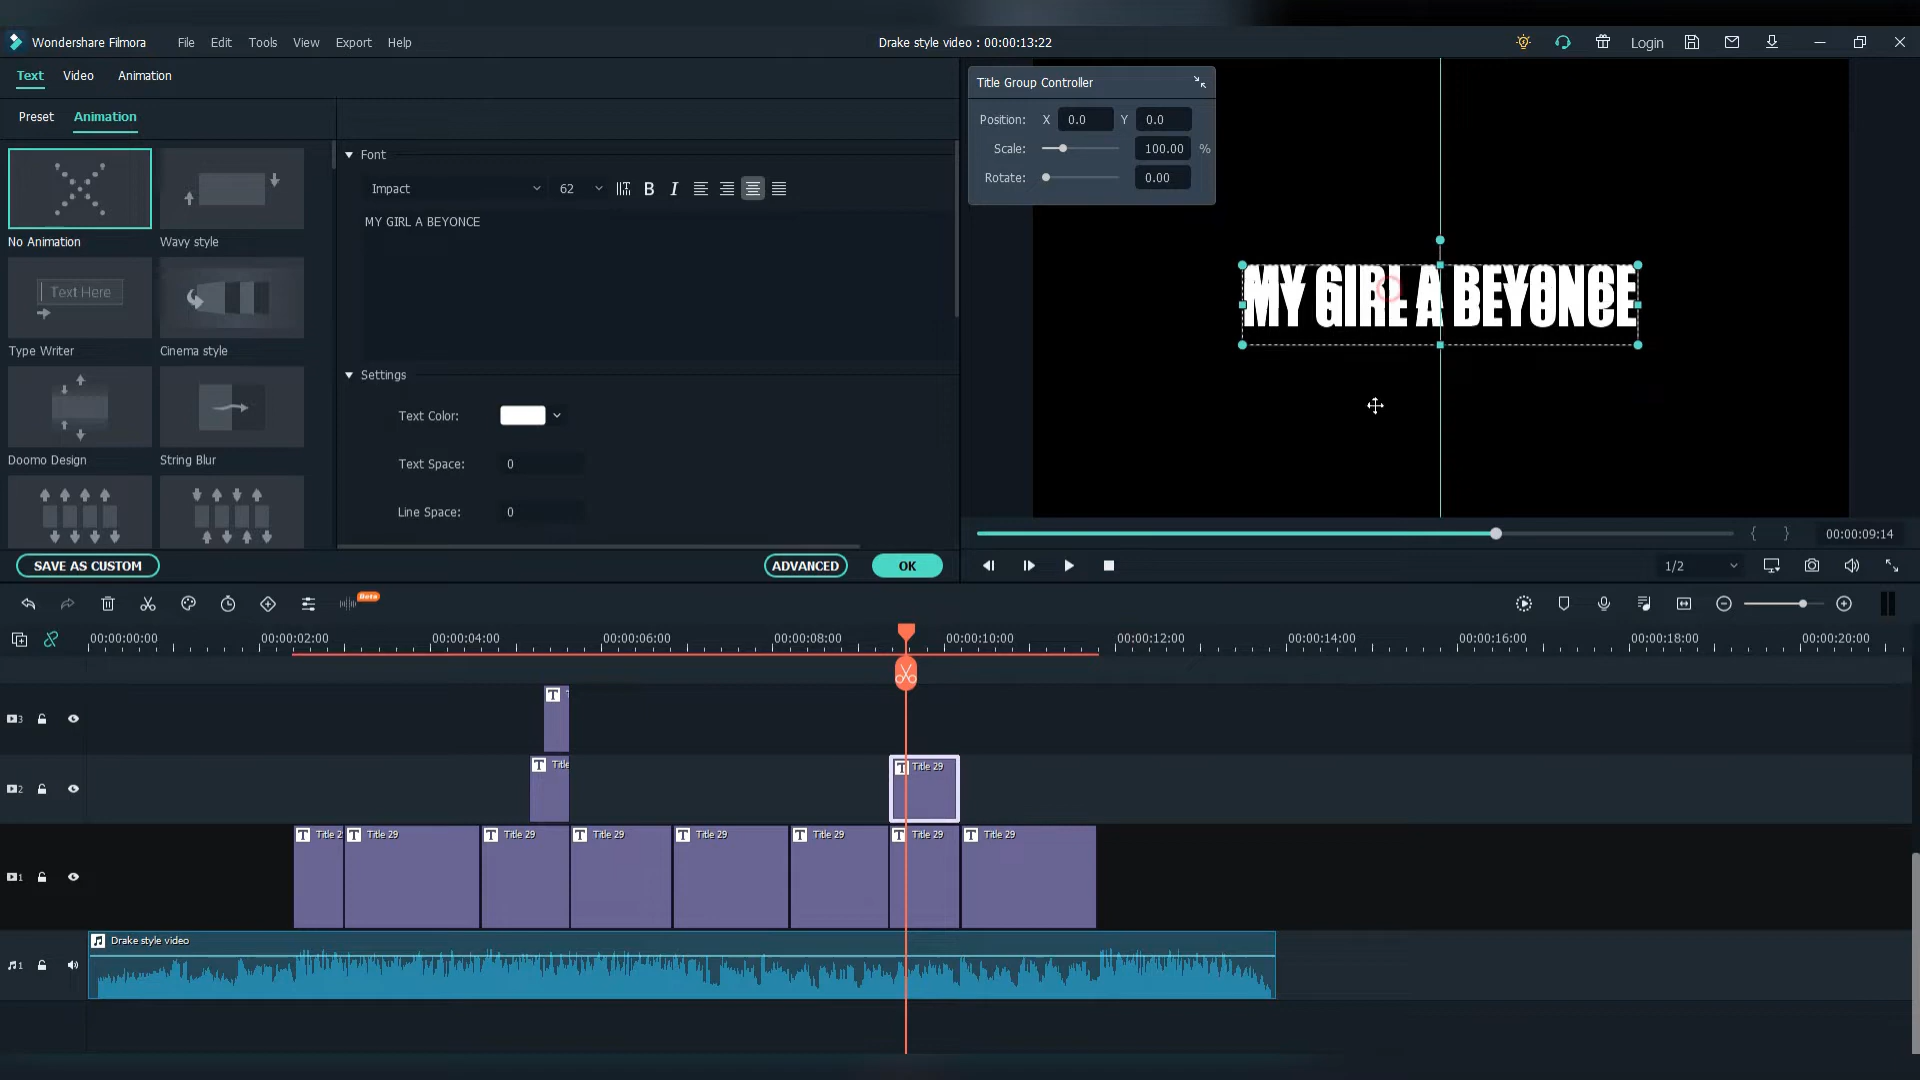 Wondershare Filmora File Edit Tools View Export Help Drake style video : 00:00:13:22 Login
Text Video Animation
Preset Animation
No Animation Wavy style
Text Here
Type Writer Cinema style
Doomo Design String Blur
Font
Impact 62 B I
MY GIRL A BEYONCE
Settings
Text Color:
Text Space: 0
Line Space: 0
SAVE AS CUSTOM ADVANCED OK
Title Group Controller
Position: X 0.0 Y 0.0
Scale: 100.00 %
Rotate: 0.00
MY GIRL A BEYONCE
00:00:09:14
1/2
Beta
00:00:00:00 00:00:02:00 00:00:04:00 00:00:06:00 00:00:08:00 00:00:10:00 00:00:12:00 00:00:14:00 00:00:16:00 00:00:18:00 00:00:20:00
3 T
2 T Title T Title 29
1 T Title 2 T Title 29 T Title 29 T Title 29 T Title 29 T Title 29 T Title 29 T Title 29
Drake style video
1